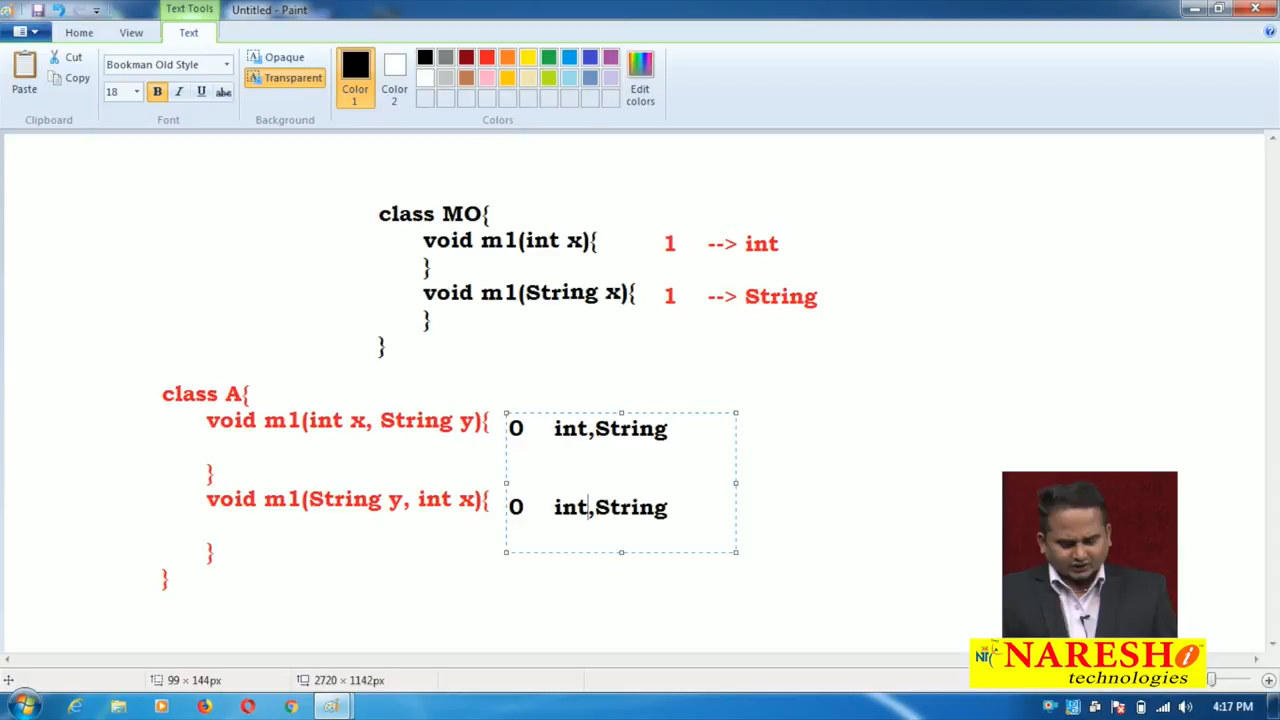 Text Tools
Untitled - Paint
Home
View
Text
Paste
Cut
Copy
Clipboard
Bookman Old Style
18
B
I
U
abc
Font
Opaque
Transparent
Background
Color 1
Color 2
Edit colors
Colors
class MO{
void m1(int x){ 1 --> int
}
void m1(String x){ 1 --> String
}
}
class A{
void m1(int x, String y){ 0 int,String
}
void m1(String y, int x){ 0 int,String
}
}
NARESH i
technologies
99 × 144px
2720 × 1142px
4:17 PM